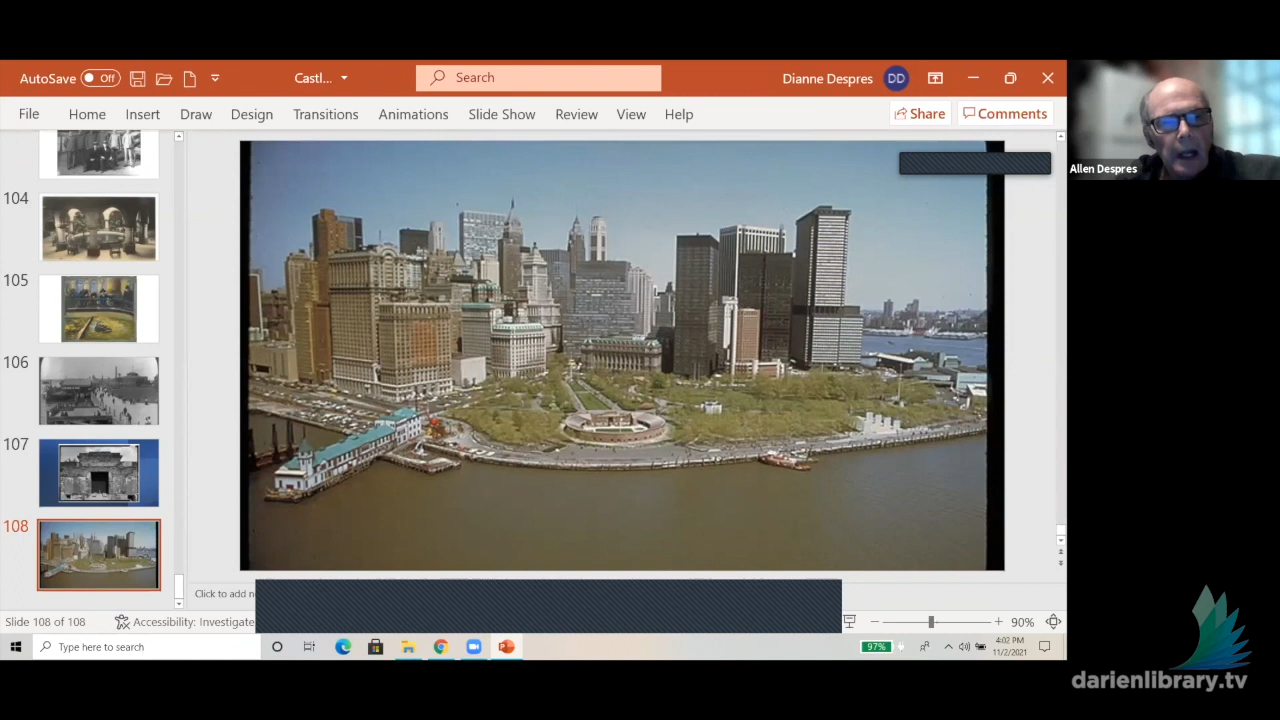 AutoSave Off Castl... Search Dianne Despres DD
File Home Insert Draw Design Transitions Animations Slide Show Review View Help Share Comments
Allen Despres
104
105
106
107
108
Click to add n
Slide 108 of 108 Accessibility: Investigate 90%
Type here to search 97% 4:02 PM
11/2/2021
darienlibrary.tv